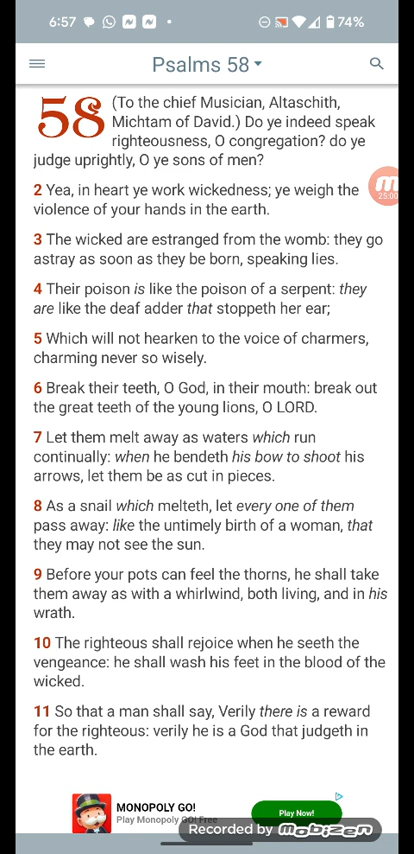 6:57
74%
Psalms 58
58 (To the chief Musician, Altaschith,
Michtam of David.) Do ye indeed speak
righteousness, O congregation? do ye
judge uprightly, O ye sons of men?
2 Yea, in heart ye work wickedness; ye weigh the
violence of your hands in the earth.
25:00
3 The wicked are estranged from the womb: they go
astray as soon as they be born, speaking lies.
4 Their poison is like the poison of a serpent: they
are like the deaf adder that stoppeth her ear;
5 Which will not hearken to the voice of charmers,
charming never so wisely.
6 Break their teeth, O God, in their mouth: break out
the great teeth of the young lions, O LORD.
7 Let them melt away as waters which run
continually: when he bendeth his bow to shoot his
arrows, let them be as cut in pieces.
8 As a snail which melteth, let every one of them
pass away: like the untimely birth of a woman, that
they may not see the sun.
9 Before your pots can feel the thorns, he shall take
them away as with a whirlwind, both living, and in his
wrath.
10 The righteous shall rejoice when he seeth the
vengeance: he shall wash his feet in the blood of the
wicked.
11 So that a man shall say, Verily there is a reward
for the righteous: verily he is a God that judgeth in
the earth.
MONOPOLY GO!
Play Monopoly GO! Free
Play Now!
Recorded by mobizen